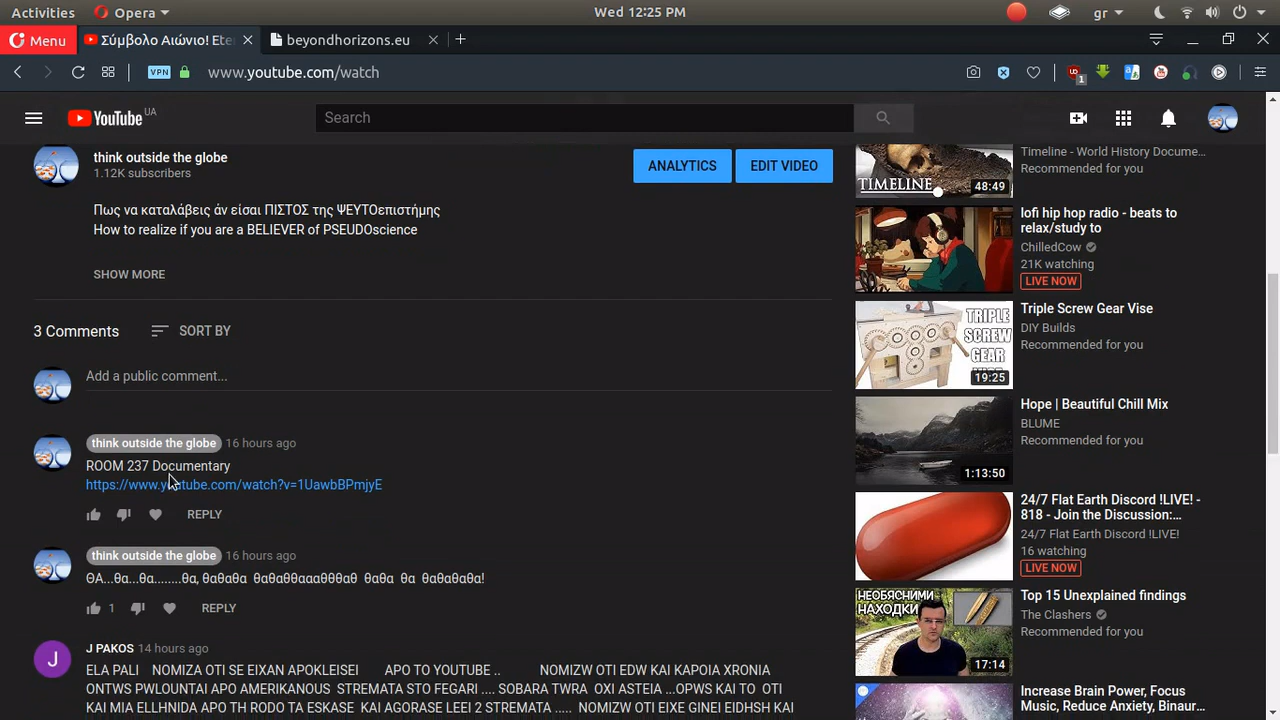 Activities
Opera
Wed 12:25 PM
gr
Menu
Σύμβολο Αιώνιο! Ete
beyondhorizons.eu
VPN
www.youtube.com/watch
1
YouTube UA
Search
think outside the globe
1.12K subscribers
ANALYTICS
EDIT VIDEO
Πως να καταλάβεις άν είσαι ΠΙΣΤΟΣ της ΨΕΥΤΟεπιστήμης
How to realize if you are a BELIEVER of PSEUDOscience
SHOW MORE
3 Comments
SORT BY
Add a public comment...
think outside the globe 16 hours ago
ROOM 237 Documentary
https://www.youtube.com/watch?v=1UawbBPmjyE
REPLY
think outside the globe 16 hours ago
1
REPLY
J
J PAKOS 14 hours ago
ELA PALI NOMIZA OTI SE EIXAN APOKLEISEI APO TO YOUTUBE .. NOMIZW OTI EDW KAI KAPOIA XRONIA
ONTWS PWLOUNTAI APO AMERIKANOIS STREMATA STO FEGARI .... SOBARA TWRA OXI ASTEIA ...OPWS KAI TO OTI
KAI MIA ELLHNIDA APO TH RODO TA ESKASE KAI AGORASE LEEI 2 STREMATA ..... NOMIZW OTI EIXE GINEI EIDHSH KAI
TIMELINE
48:49
Timeline - World History Docume...
Recommended for you
lofi hip hop radio - beats to
relax/study to
ChilledCow
21K watching
LIVE NOW
TRIPLE
SCREW
GEAR
19:25
Triple Screw Gear Vise
DIY Builds
Recommended for you
1:13:50
Hope | Beautiful Chill Mix
BLUME
Recommended for you
24/7 Flat Earth Discord !LIVE! -
818 - Join the Discussion:...
24/7 Flat Earth Discord !LIVE!
16 watching
LIVE NOW
НЕОБЯСНИМИ
НАХОДКИ
17:14
Top 15 Unexplained findings
The Clashers
Recommended for you
Increase Brain Power, Focus
Music, Reduce Anxiety, Binaur...